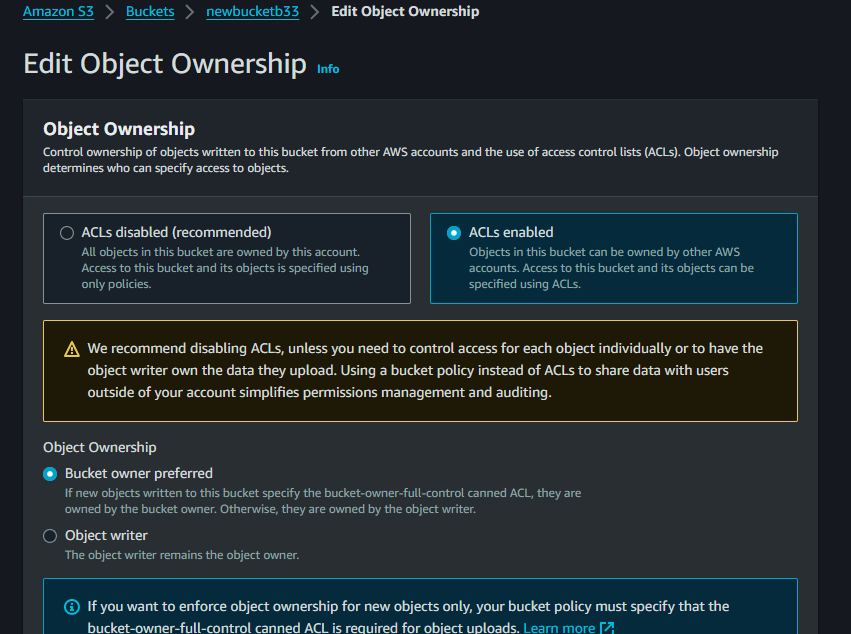 Amazon S3 > Buckets > newbucketb33 > Edit Object Ownership
Edit Object Ownership Info
Object Ownership
Control ownership of objects written to this bucket from other AWS accounts and the use of access control lists (ACLs). Object ownership
determines who can specify access to objects.
ACLs disabled (recommended)
All objects in this bucket are owned by this account.
Access to this bucket and its objects is specified using
only policies.
ACLs enabled
Objects in this bucket can be owned by other AWS
accounts. Access to this bucket and its objects can be
specified using ACLs.
We recommend disabling ACLs, unless you need to control access for each object individually or to have the
object writer own the data they upload. Using a bucket policy instead of ACLs to share data with users
outside of your account simplifies permissions management and auditing.
Object Ownership
Bucket owner preferred
If new objects written to this bucket specify the bucket-owner-full-control canned ACL, they are
owned by the bucket owner. Otherwise, they are owned by the object writer.
Object writer
The object writer remains the object owner.
If you want to enforce object ownership for new objects only, your bucket policy must specify that the
bucket-owner-full-control canned ACL is required for object uploads. Learn more